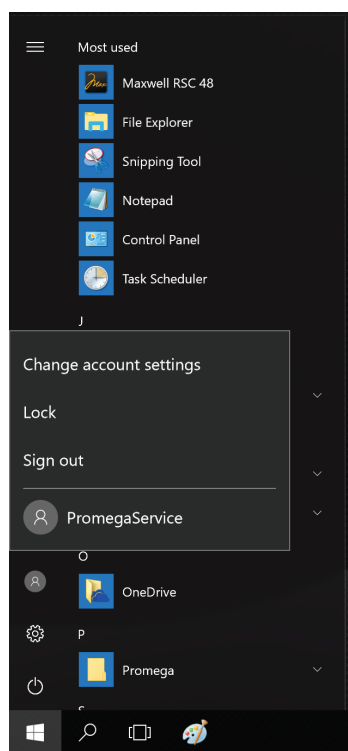 Most used
Maxwell RSC 48
File Explorer
Snipping Tool
Notepad
Control Panel
Task Scheduler
J
Change account settings
Lock
Sign out
PromegaService
O
OneDrive
P
Promega